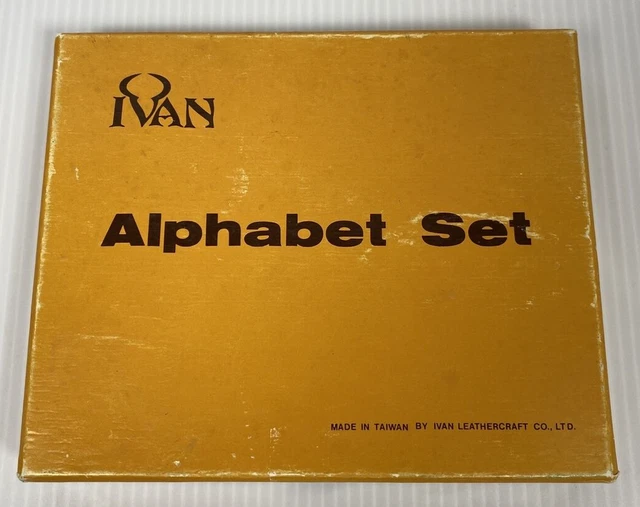 IVAN
Alphabet Set
MADE IN TAIWAN BY IVAN LEATHERCRAFT CO., LTD.